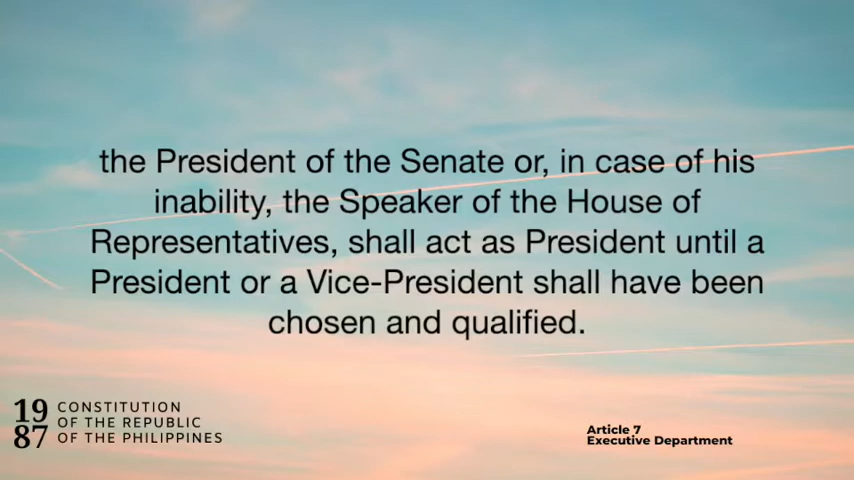 the President of the Senate or, in case of his
inability, the Speaker of the House of
Representatives, shall act as President until a
President or a Vice-President shall have been
chosen and qualified.
19
87
CONSTITUTION
OF THE REPUBLIC
OF THE PHILIPPINES
Article 7
Executive Department